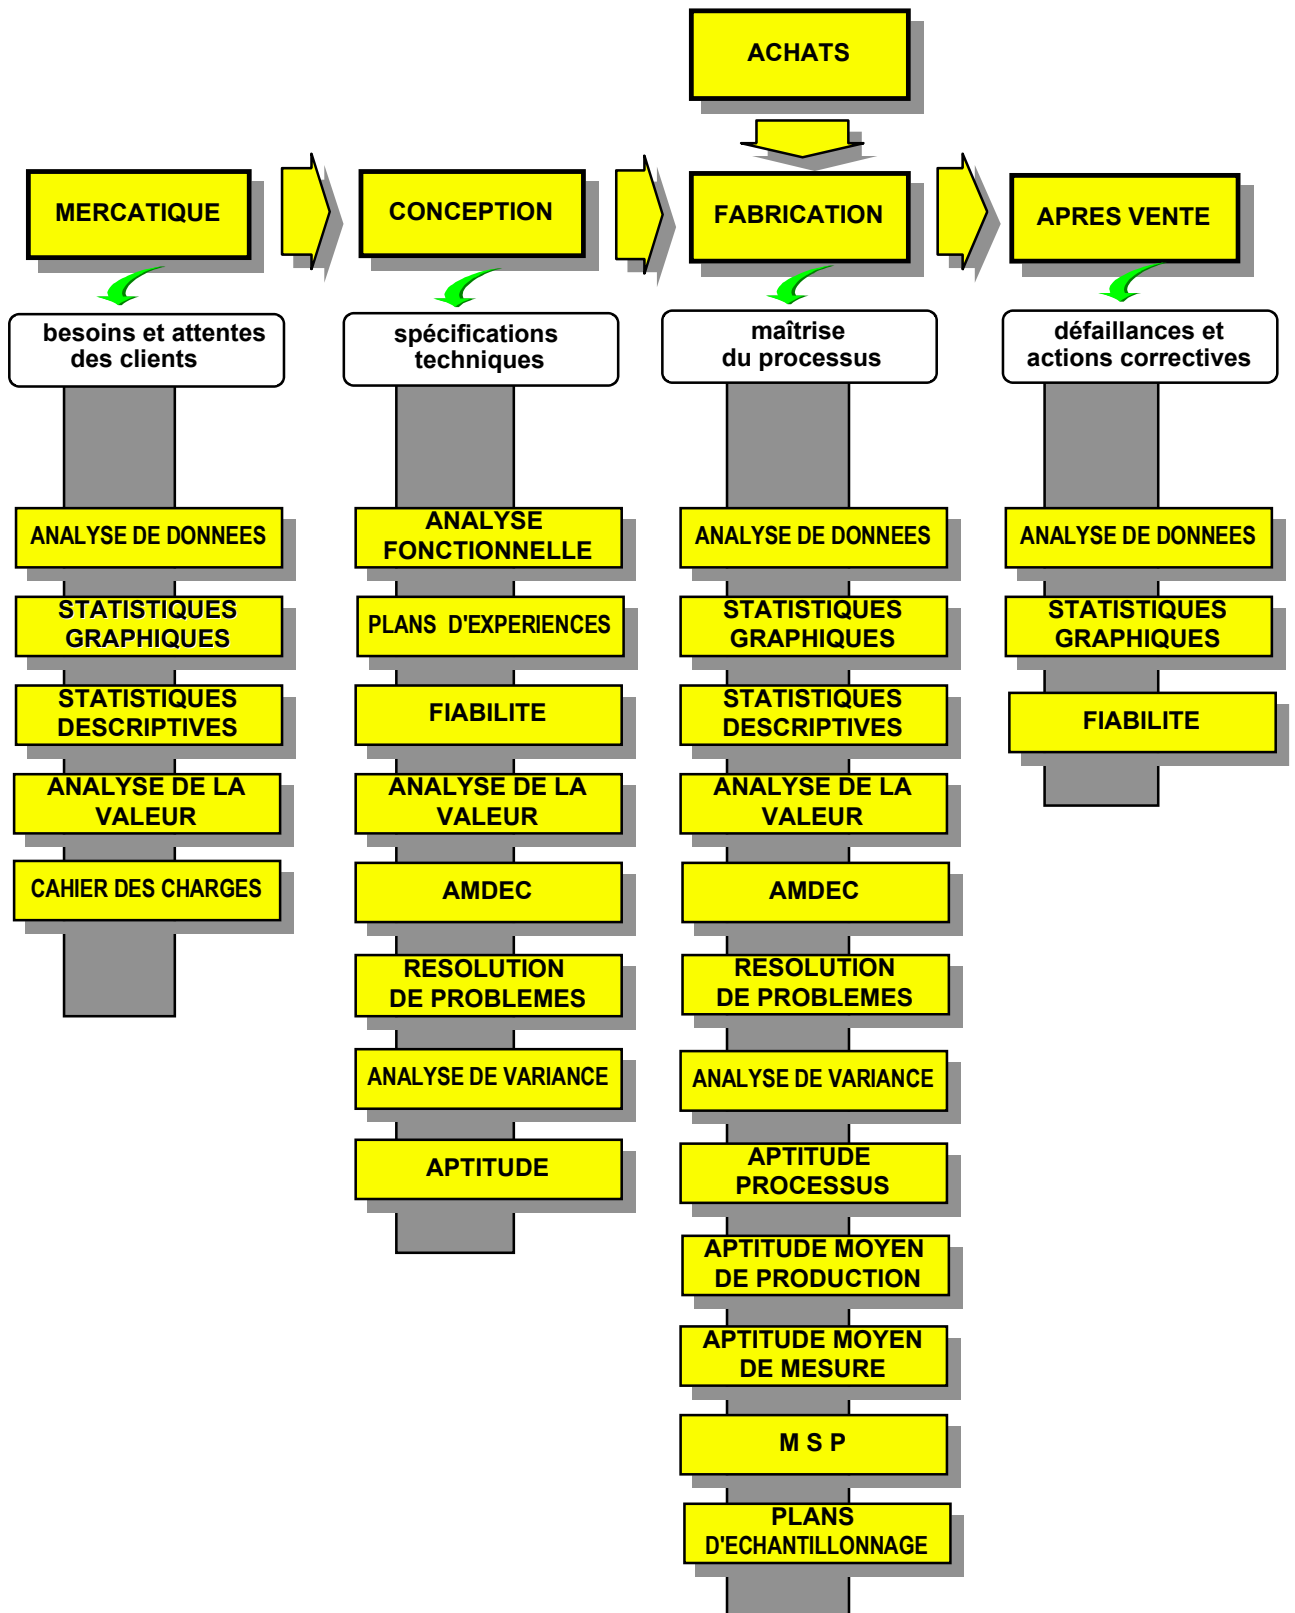 ACHATS
MERCATIQUE
CONCEPTION
FABRICATION
APRES VENTE
besoins et attentes
des clients
spécifications
techniques
maîtrise
du processus
défaillances et
actions correctives
ANALYSE DE DONNEES
STATISTIQUES
GRAPHIQUES
STATISTIQUES
DESCRIPTIVES
ANALYSE DE LA
VALEUR
CAHIER DES CHARGES
ANALYSE
FONCTIONNELLE
PLANS D'EXPERIENCES
FIABILITE
ANALYSE DE LA
VALEUR
AMDEC
RESOLUTION
DE PROBLEMES
ANALYSE DE VARIANCE
APTITUDE
ANALYSE DE DONNEES
STATISTIQUES
GRAPHIQUES
STATISTIQUES
DESCRIPTIVES
ANALYSE DE LA
VALEUR
AMDEC
RESOLUTION
DE PROBLEMES
ANALYSE DE VARIANCE
APTITUDE
PROCESSUS
APTITUDE MOYEN
DE PRODUCTION
APTITUDE MOYEN
DE MESURE
M S P
PLANS
D'ECHANTILLONNAGE
ANALYSE DE DONNEES
STATISTIQUES
GRAPHIQUES
FIABILITE